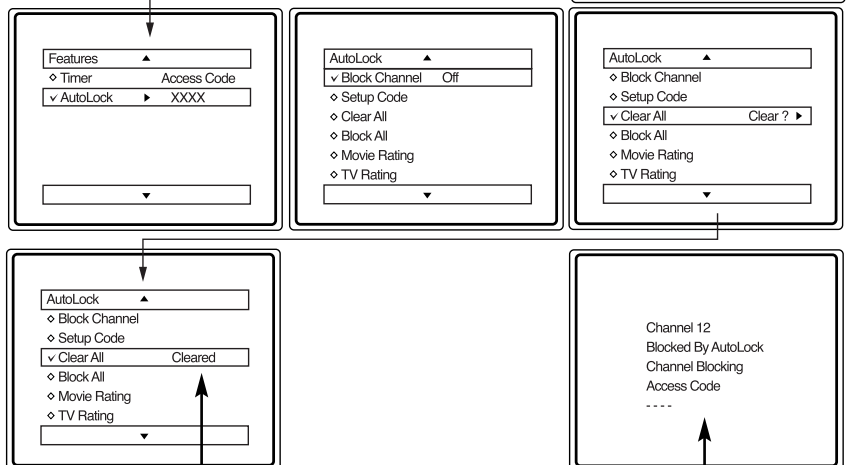 Features
Timer Access Code
AutoLock XXXX
AutoLock
Block Channel Off
Setup Code
Clear All
Block All
Movie Rating
TV Rating
AutoLock
Block Channel
Setup Code
Clear All Clear ?
Block All
Movie Rating
TV Rating
AutoLock
Block Channel
Setup Code
Clear All Cleared
Block All
Movie Rating
TV Rating
Channel 12
Blocked By AutoLock
Channel Blocking
Access Code
- - - -